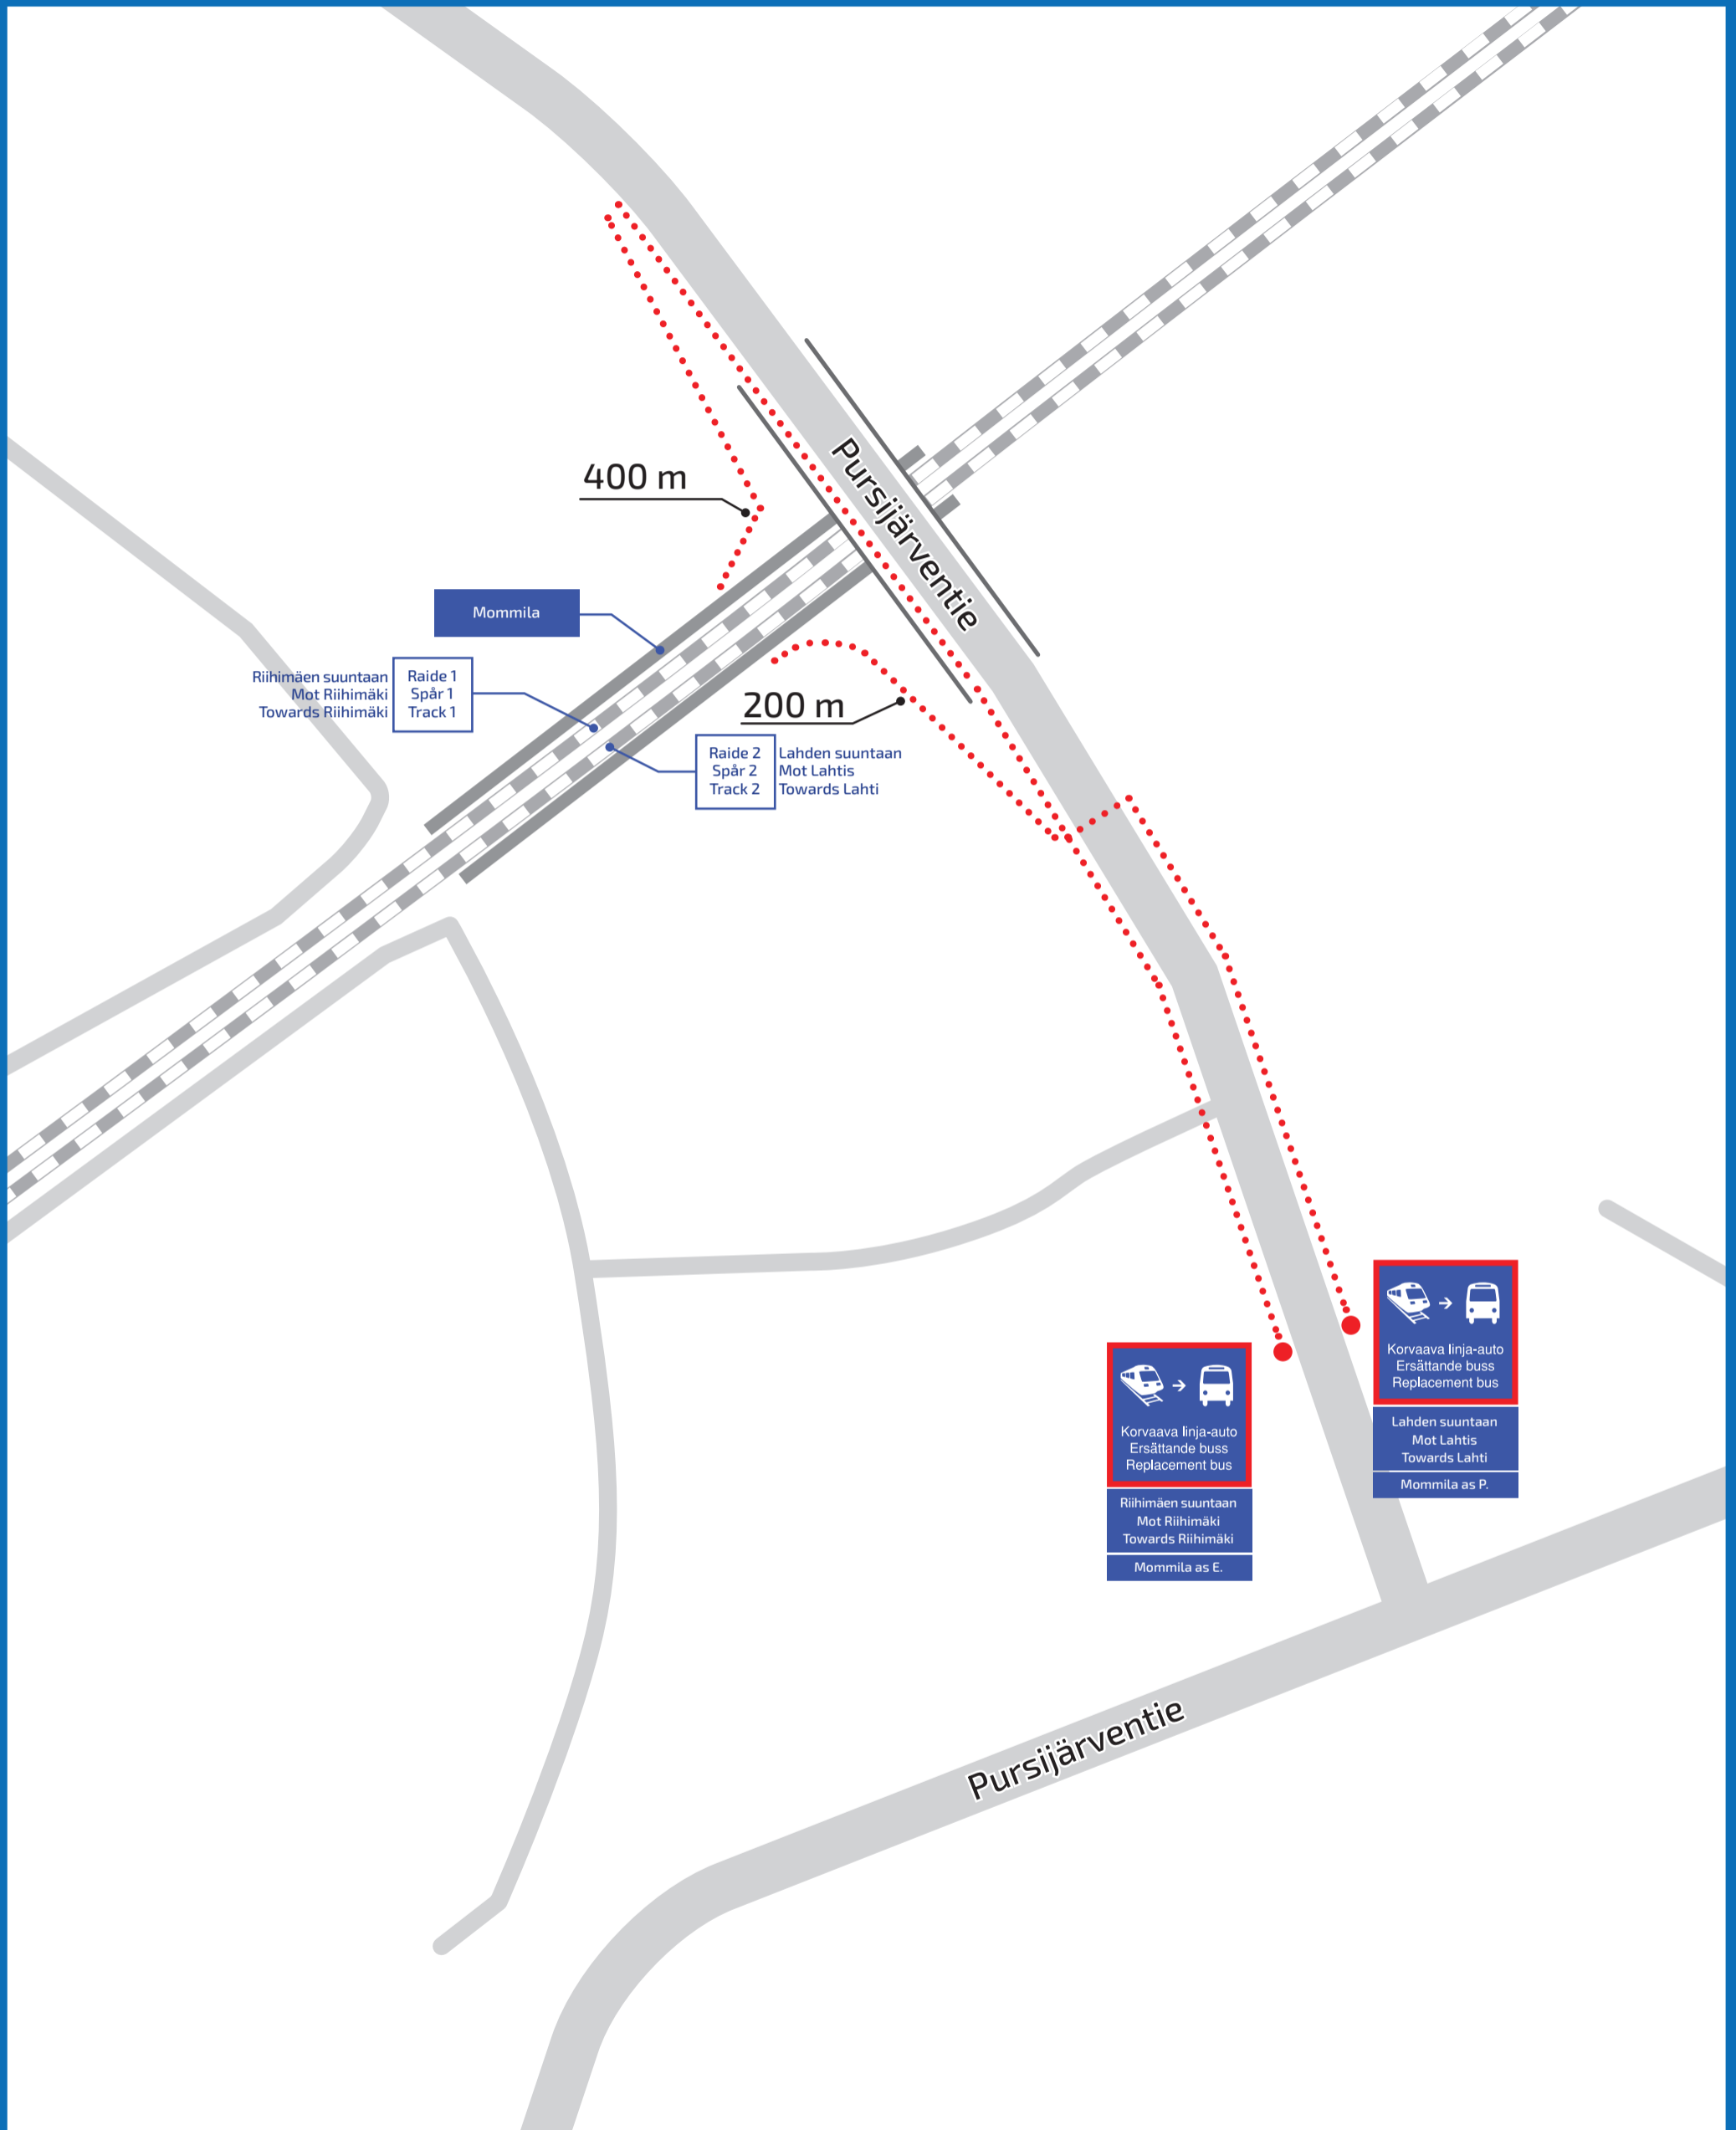 Pursijärventie
400 m
Mommila
Riihimäen suuntaan
Mot Riihimäki
Towards Riihimäki
Raide 1
Spår 1
Track 1
200 m
Raide 2
Spår 2
Track 2
Lahden suuntaan
Mot Lahtis
Towards Lahti
Korvaava linja-auto
Ersättande buss
Replacement bus
Lahden suuntaan
Mot Lahtis
Towards Lahti
Mommila as P.
Korvaava linja-auto
Ersättande buss
Replacement bus
Riihimäen suuntaan
Mot Riihimäki
Towards Riihimäki
Mommila as E.
Pursijärventie